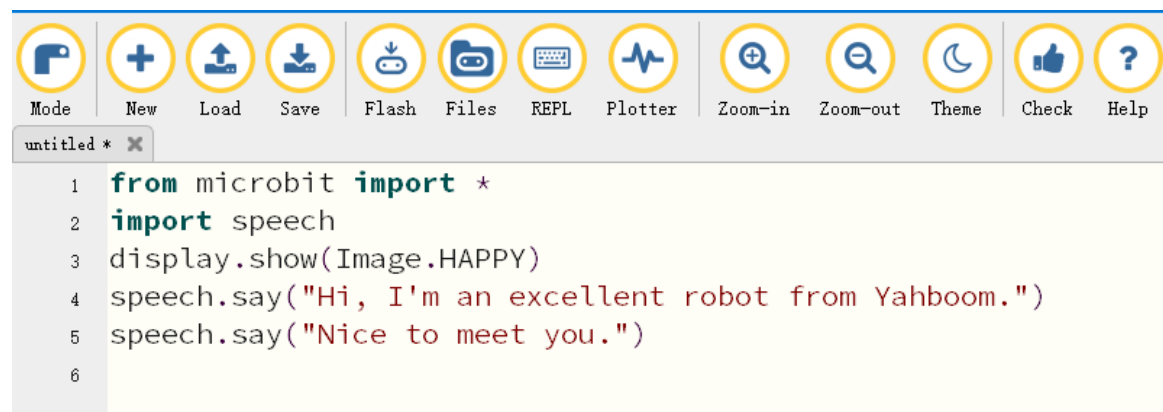 Mode New Load Save Flash Files REPL Plotter Zoom-in Zoom-out Theme Check Help
untitled *
1 from microbit import *
2 import speech
3 display.show(Image.HAPPY)
4 speech.say("Hi, I'm an excellent robot from Yahboom.")
5 speech.say("Nice to meet you.")
6